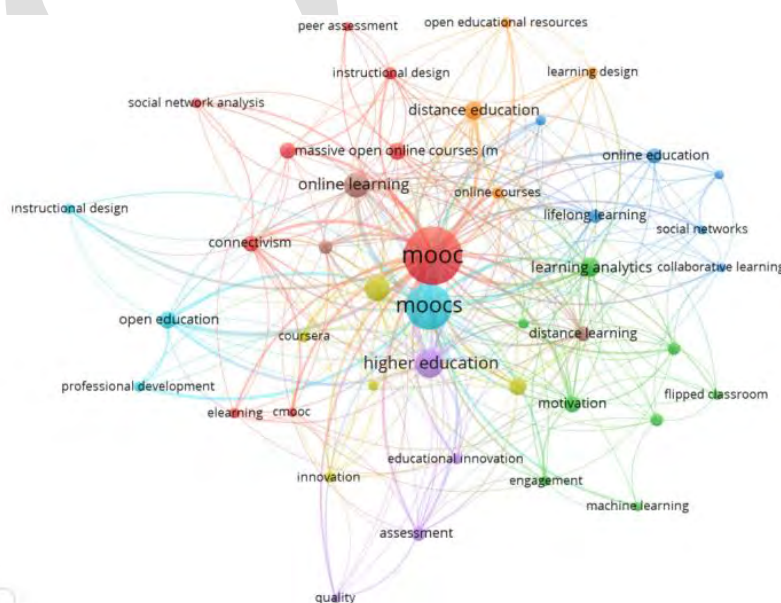 peer assessment
open educational resources
instructional design
learning design
social network analysis
distance education
massive open online courses (m
online education
online learning
online courses
instructional design
lifelong learning
social networks
connectivism
mooc
learning analytics
collaborative learning
moocs
open education
coursera
distance learning
higher education
professional development
flipped classroom
motivation
elearning
cmooc
educational innovation
innovation
engagement
machine learning
assessment
quality